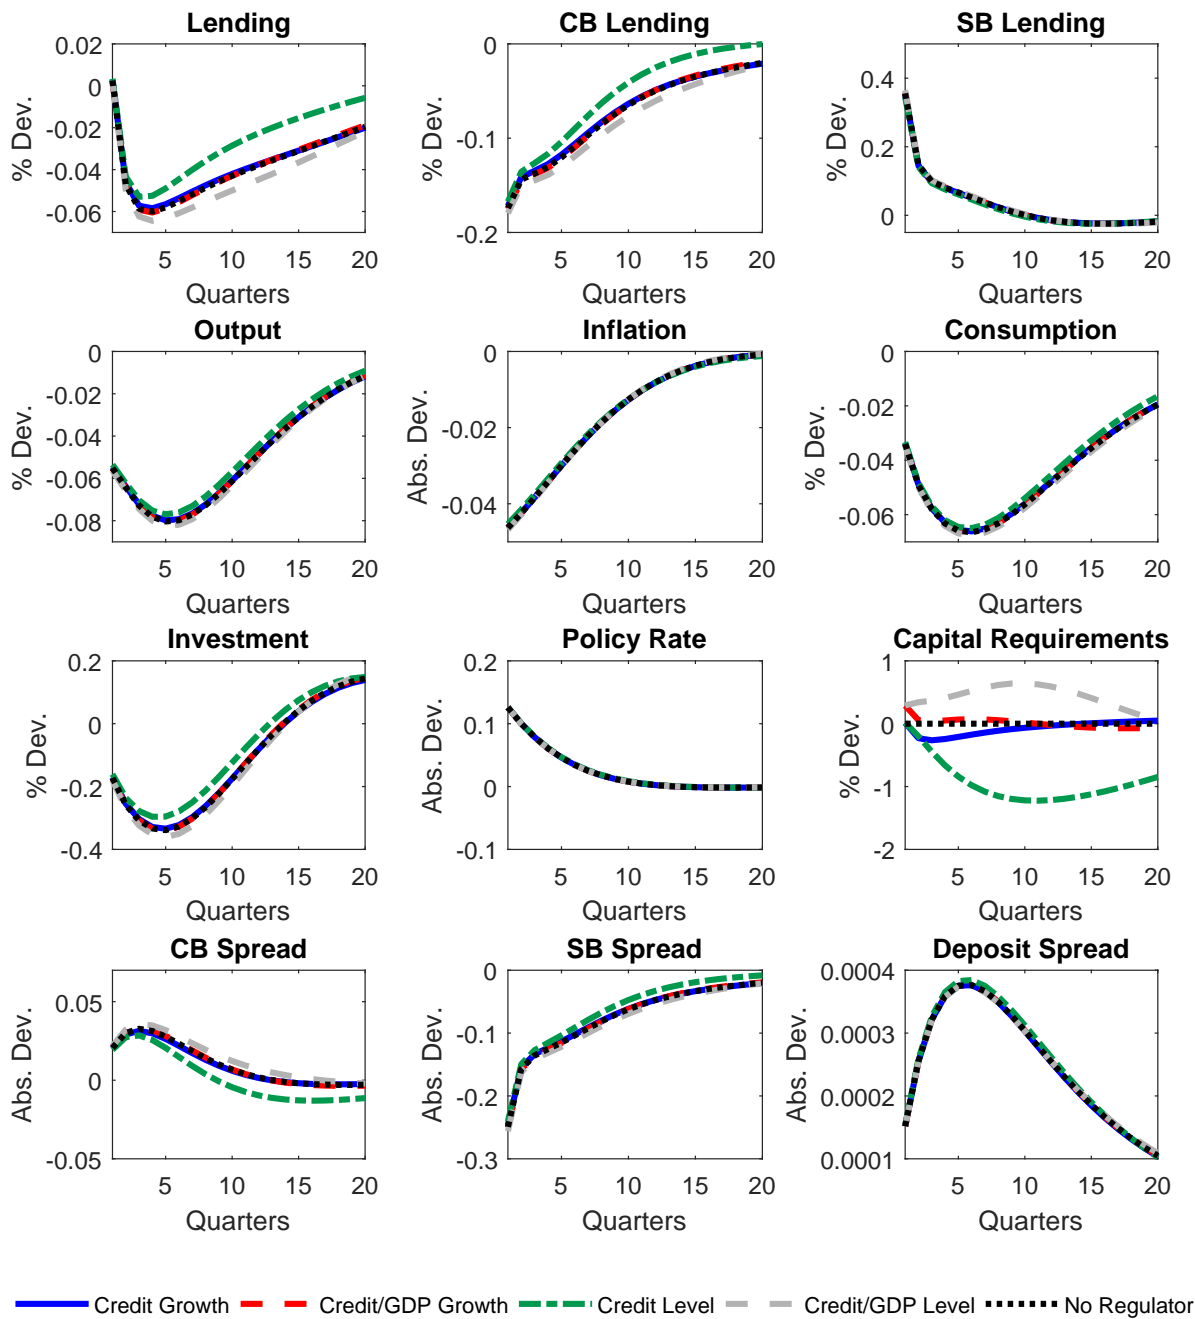 Lending
CB Lending
SB Lending
0.02
0
-0.02
-0.04
-0.06
% Dev.
5 10 15 20
Quarters
0
-0.1
-0.2
% Dev.
5 10 15 20
Quarters
0.4
0.2
0
% Dev.
5 10 15 20
Quarters
Output
Inflation
Consumption
0
-0.02
-0.04
-0.06
-0.08
% Dev.
5 10 15 20
Quarters
0
-0.02
-0.04
Abs. Dev.
5 10 15 20
Quarters
0
-0.02
-0.04
-0.06
% Dev.
5 10 15 20
Quarters
Investment
Policy Rate
Capital Requirements
0.2
0
-0.2
-0.4
% Dev.
5 10 15 20
Quarters
0.2
0.1
0
-0.1
Abs. Dev.
5 10 15 20
Quarters
1
0
-1
-2
% Dev.
5 10 15 20
Quarters
CB Spread
SB Spread
Deposit Spread
0.05
0
-0.05
Abs. Dev.
5 10 15 20
Quarters
0
-0.1
-0.2
-0.3
Abs. Dev.
5 10 15 20
Quarters
0.0004
0.0003
0.0002
0.0001
Abs. Dev.
5 10 15 20
Quarters
Credit Growth Credit/GDP Growth Credit Level Credit/GDP Level No Regulator